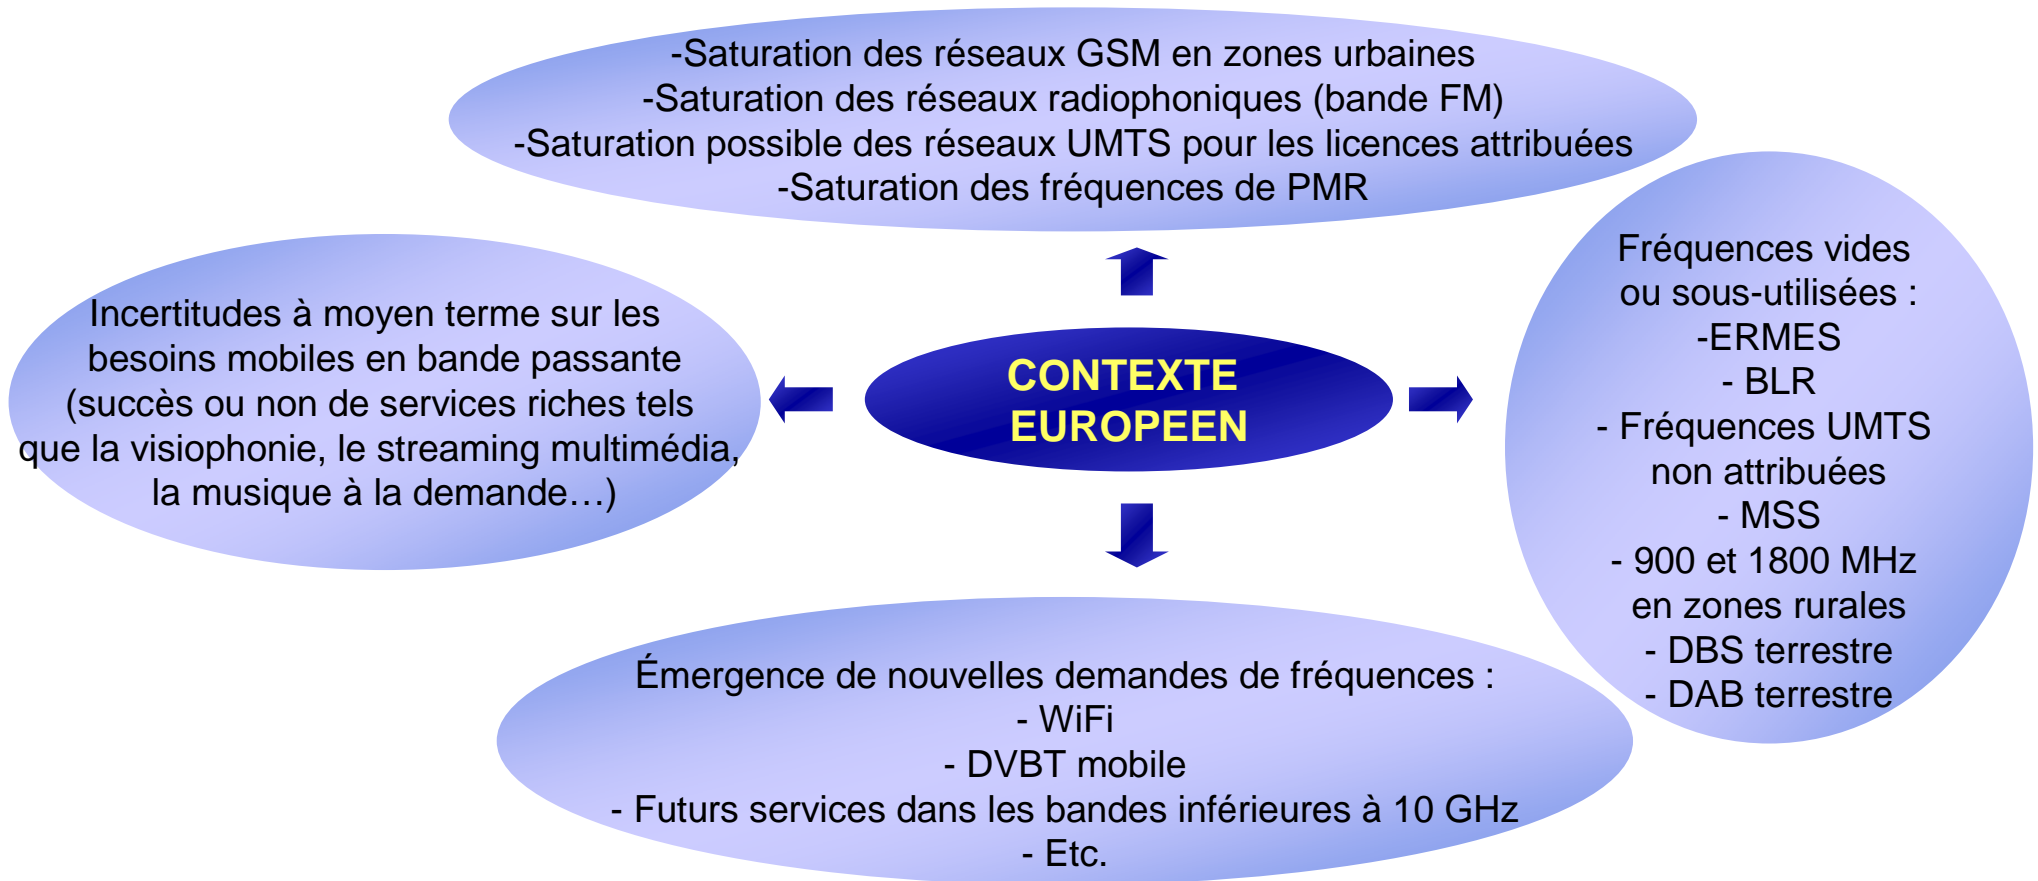 -Saturation des réseaux GSM en zones urbaines
-Saturation des réseaux radiophoniques (bande FM)
-Saturation possible des réseaux UMTS pour les licences attribuées
-Saturation des fréquences de PMR
Incertitudes à moyen terme sur les
besoins mobiles en bande passante
(succès ou non de services riches tels
que la visiophonie, le streaming multimédia,
la musique à la demande…)
CONTEXTE
EUROPEEN
Fréquences vides
ou sous-utilisées :
-ERMES
- BLR
- Fréquences UMTS
non attribuées
- MSS
- 900 et 1800 MHz
en zones rurales
- DBS terrestre
- DAB terrestre
Émergence de nouvelles demandes de fréquences :
- WiFi
- DVBT mobile
- Futurs services dans les bandes inférieures à 10 GHz
- Etc.